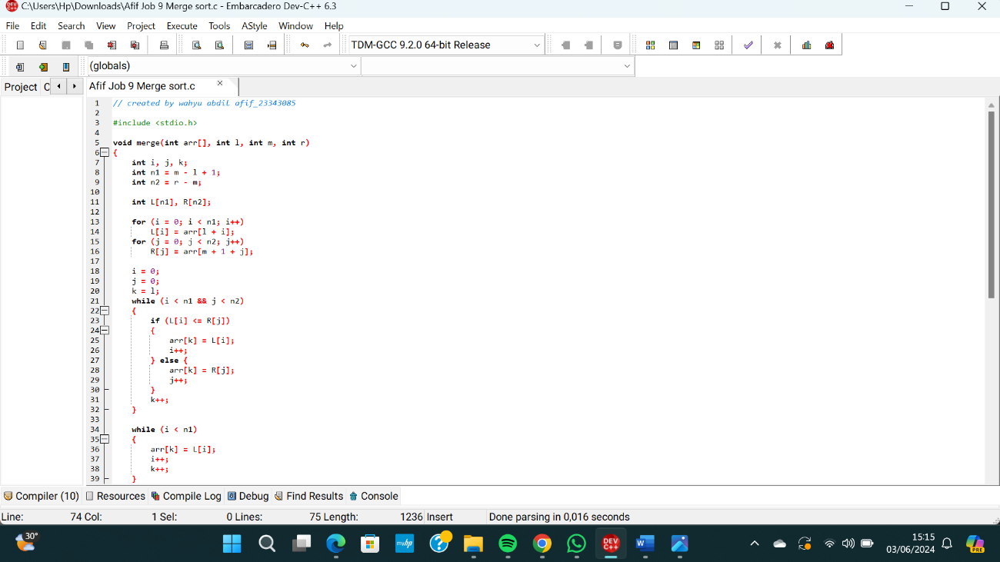 C:\Users\Hp\Downloads\Afif Job 9 Merge sort.c - Embarcadero Dev-C++ 6.3
File Edit Search View Project Execute Tools AStyle Window Help
TDM-GCC 9.2.0 64-bit Release
(globals)
Project C Afif Job 9 Merge sort.c
1 // created by wahyu abdil afif_23343085
2
3 #include <stdio.h>
4
5 void merge(int arr[], int l, int m, int r)
6 {
7 int i, j, k;
8 int n1 = m - l + 1;
9 int n2 = r - m;
10
11 int L[n1], R[n2];
12
13 for (i = 0; i < n1; i++)
14 L[i] = arr[l + i];
15 for (j = 0; j < n2; j++)
16 R[j] = arr[m + 1 + j];
17
18 i = 0;
19 j = 0;
20 k = l;
21 while (i < n1 && j < n2)
22 {
23 if (L[i] <= R[j])
24 {
25 arr[k] = L[i];
26 i++;
27 } else {
28 arr[k] = R[j];
29 j++;
30 }
31 k++;
32 }
33
34 while (i < n1)
35 {
36 arr[k] = L[i];
37 i++;
38 k++;
39 }
Compiler (10) Resources Compile Log Debug Find Results Console
Line: 74 Col: 1 Sel: 0 Lines: 75 Length: 1236 Insert Done parsing in 0,016 seconds
30°
myhp
DEV C++
W
15:15
03/06/2024
PRE